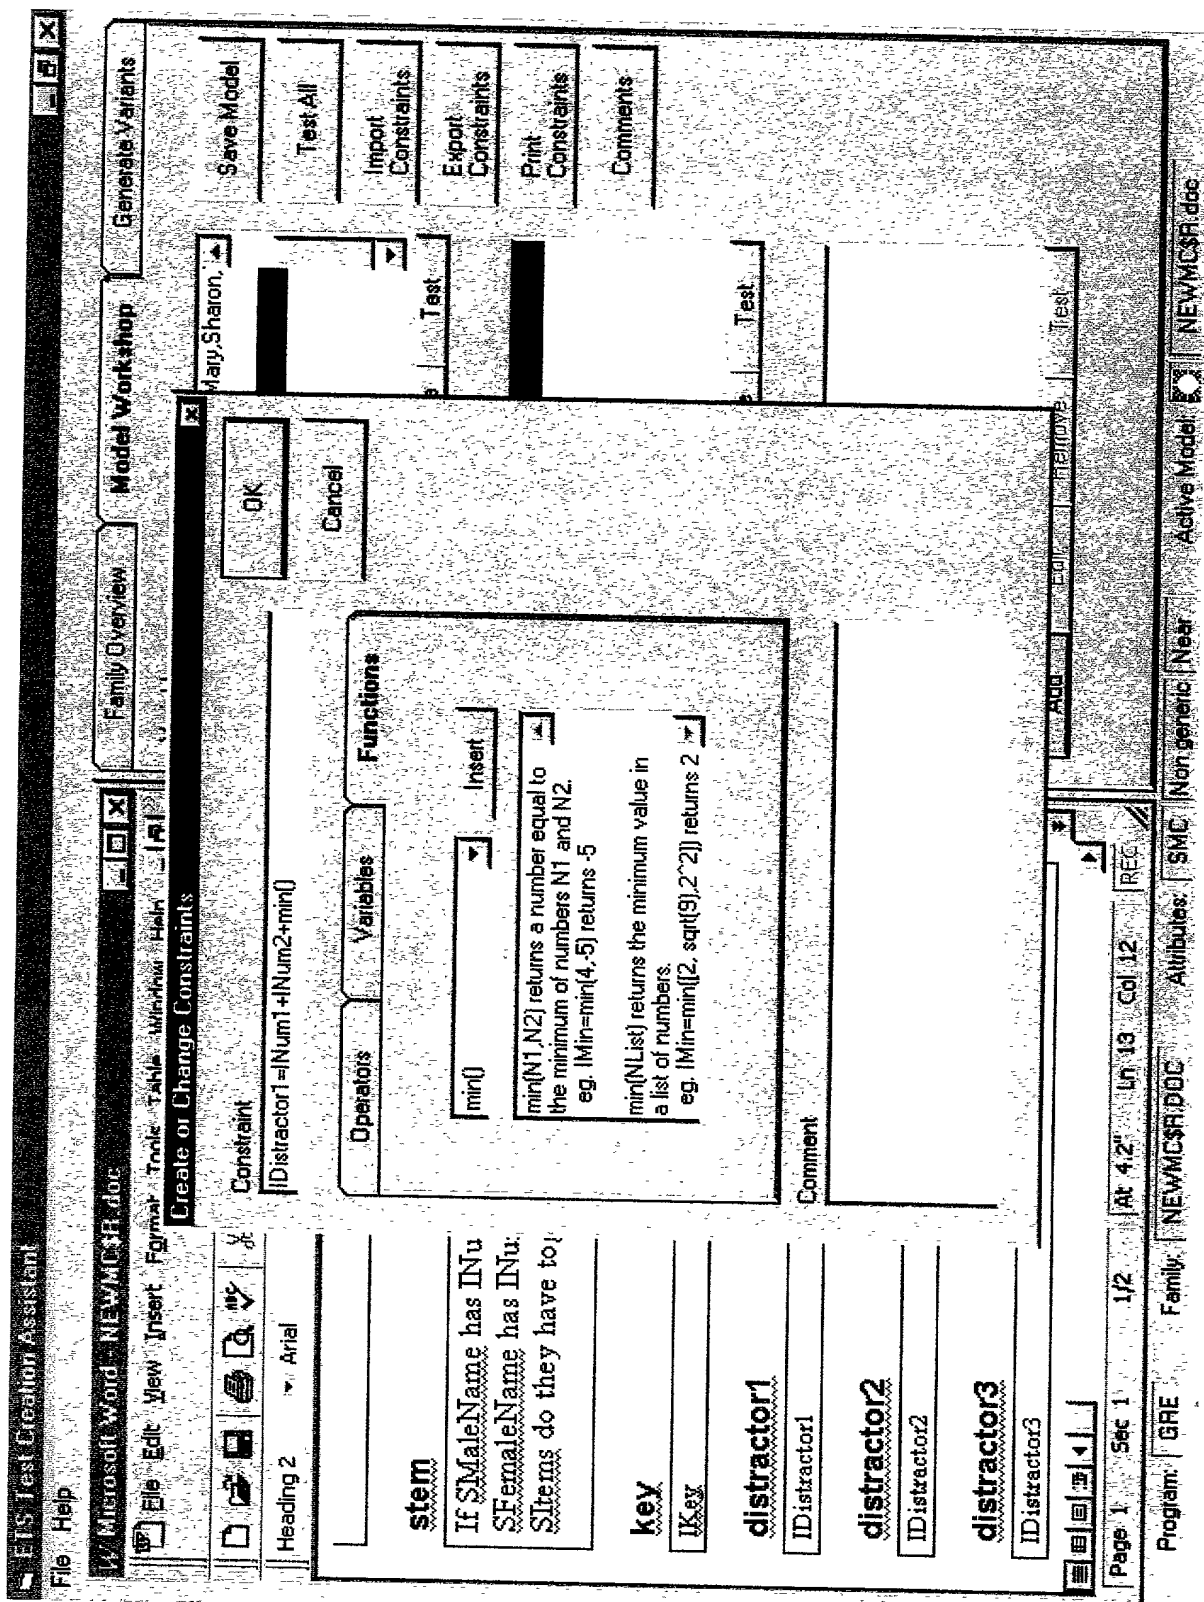 ETS Test Creation Assistant
File Help
Microsoft Word - NEWMC$R.doc
File Edit View Insert Format Tools Table Window Help
Heading 2
Arial
stem
If SMaleName has INu
SFemaleName has INu
SItems do they have tog
key
IKey
distractor1
IDistractor1
distractor2
IDistractor2
distractor3
IDistractor3
Page 1 Sec 1 1/2 At 4.2" Ln 13 Col 12 REC
Family Overview
Model Workshop
Generate Variants
Create or Change Constraints
Constraint
IDistractor1=INum1+INum2+min()
OK
Cancel
Operators
Variables
Functions
min()
Insert
min(N1,N2) returns a number equal to
the minimum of numbers N1 and N2.
eg. IMin=min(4,-5) returns -5
min(NList) returns the minimum value in
a list of numbers.
eg. IMin=min([2, sqrt(9),2^2]) returns 2
Comment
Mary,Sharon,
Test
Test
Add
Edit
Remove
Test
Save Model
Test All
Import
Constraints
Export
Constraints
Print
Constraints
Comments
Program: GRE Family: NEWMC$R.DOC Attributes: SMC Non generic Near Active Model: NEWMC$R.doc